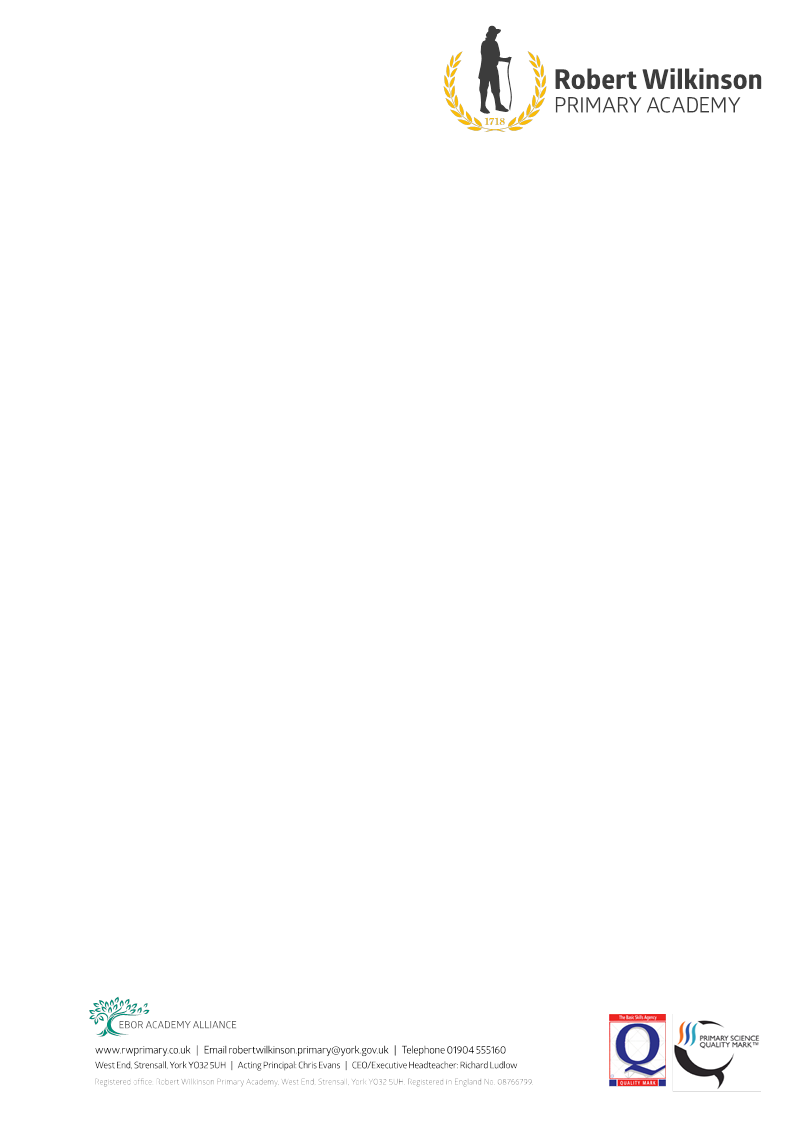 1718
Robert Wilkinson
PRIMARY ACADEMY
EBOR ACADEMY ALLIANCE
www.rwprimary.co.uk | Email robertwilkinson.primary@york.gov.uk | Telephone 01904 555160
West End, Strensall, York YO32 5UH | Acting Principal: Chris Evans | CEO/Executive Headteacher: Richard Ludlow
Registered office: Robert Wilkinson Primary Academy, West End, Strensall, York YO32 5UH. Registered in England No. 08766799.
The Basic Skills Agency
Q
QUALITY MARK
PRIMARY SCIENCE
QUALITY MARK™